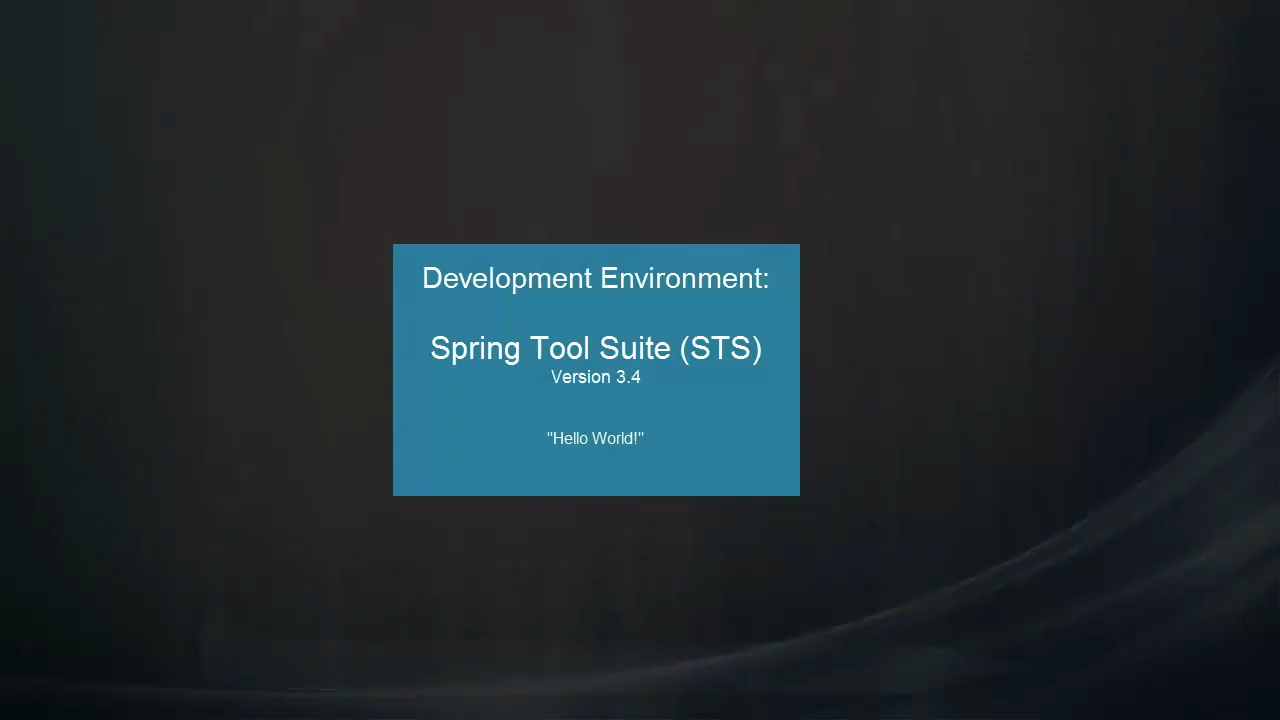 Development Environment:
Spring Tool Suite (STS)
Version 3.4
"Hello World!"